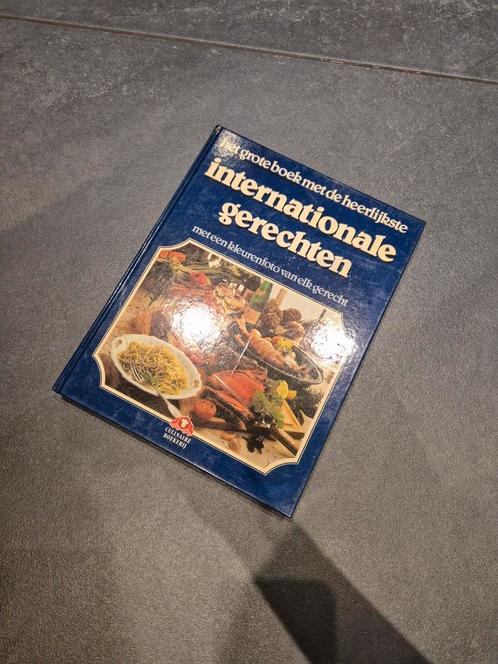 het grote boek met de heerlijkste
internationale
gerechten
met een kleurenfoto van elk gerecht
CULINAIRE
BOEKERIJ